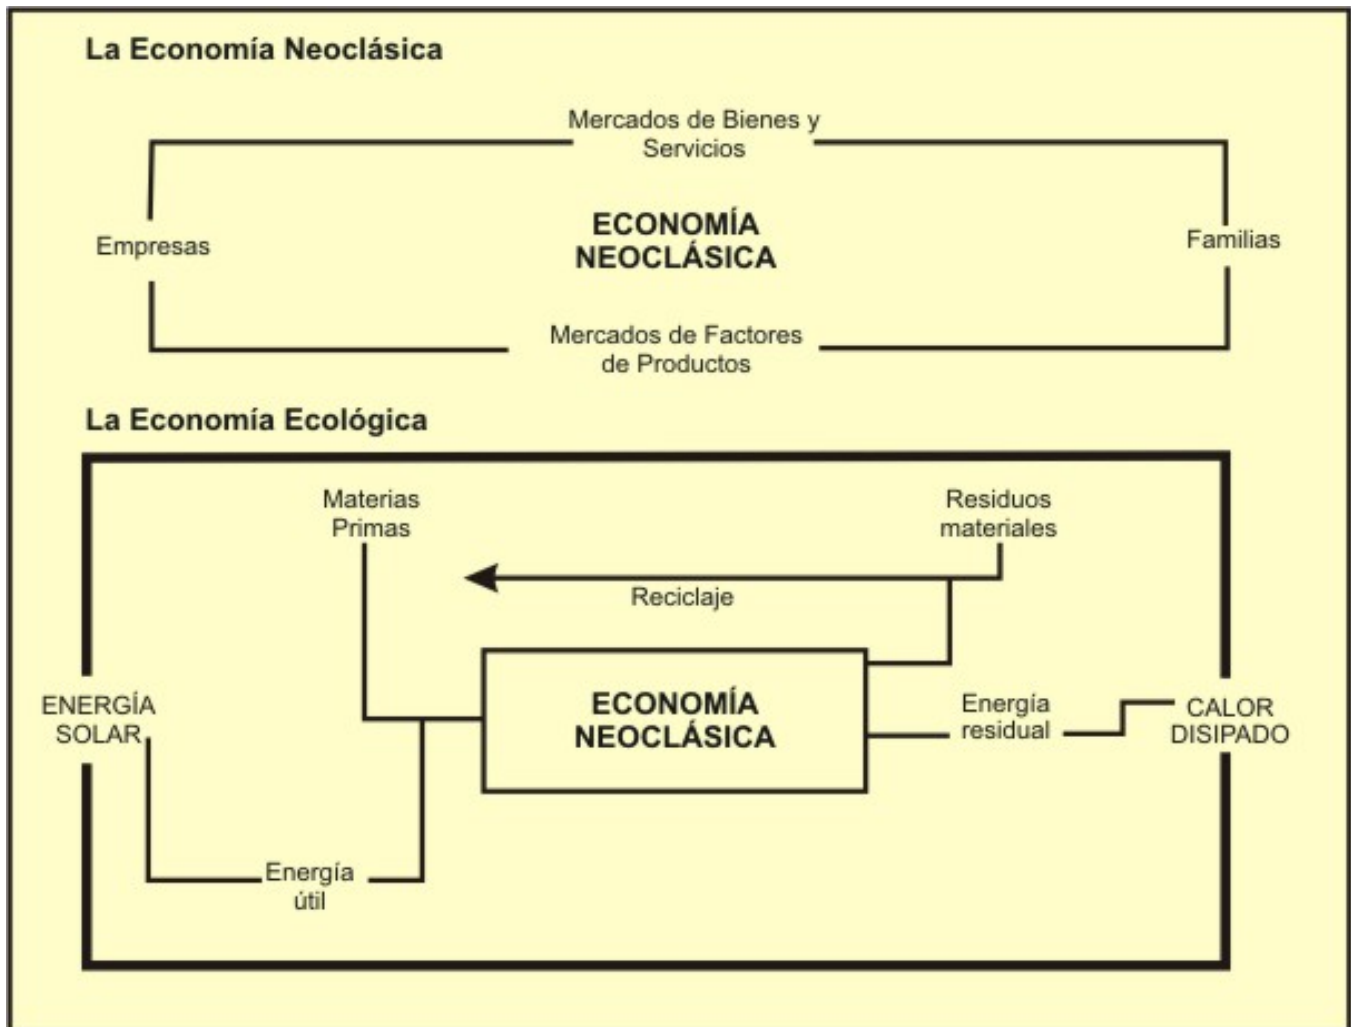 La Economía Neoclásica
Mercados de Bienes y
Servicios
ECONOMÍA
NEOCLÁSICA
Empresas
Familias
Mercados de Factores
de Productos
La Economía Ecológica
Materias
Primas
Residuos
materiales
Reciclaje
ENERGÍA
SOLAR
ECONOMÍA
NEOCLÁSICA
Energía
residual
CALOR
DISIPADO
Energía
útil